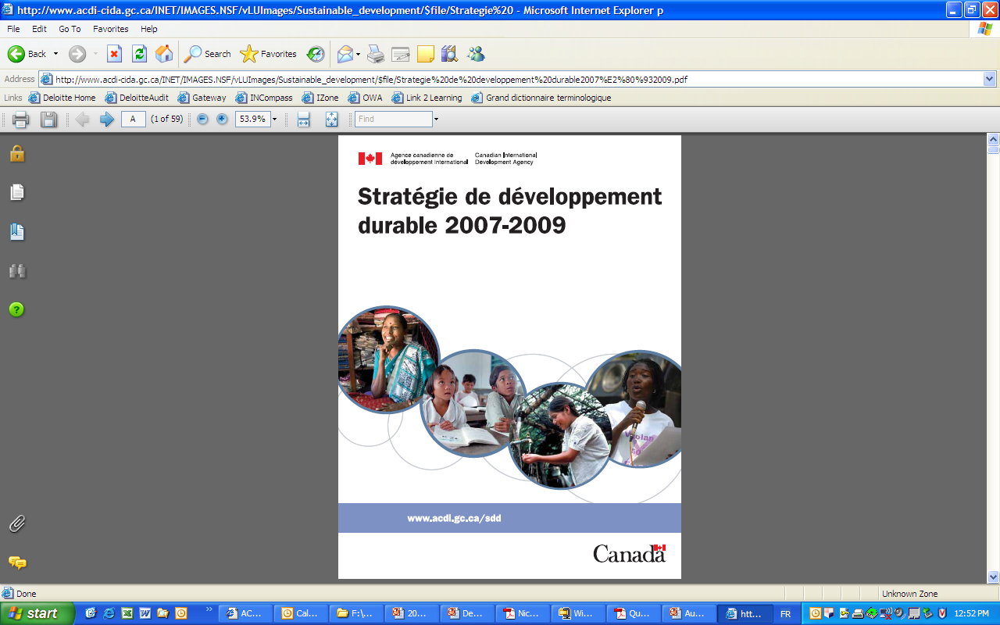 http://www.acdi-cida.gc.ca/INET/IMAGES.NSF/vLUImages/Sustainable_development/$file/Strategie%20 - Microsoft Internet Explorer p
File Edit Go To Favorites Help
Back Search Favorites
Address http://www.acdi-cida.gc.ca/INET/IMAGES.NSF/vLUImages/Sustainable_development/$file/Strategie%20de%20developpement%20durable2007%E2%80%932009.pdf
Links Deloitte Home DeloitteAudit Gateway INCompass IZone OWA Link 2 Learning Grand dictionnaire terminologique
A (1 of 59) 53.9% Find
Agence canadienne de Canadian International
développement international Development Agency
Stratégie de développement
durable 2007-2009
www.acdi.gc.ca/sdd
Canada
Done Unknown Zone
start AC... Cal... F:\... 20... De... Nic... Wi... Qu... Au... htt... FR 12:52 PM